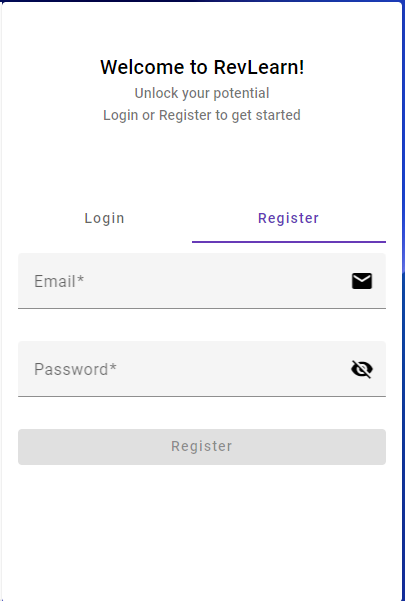 Welcome to RevLearn!
Unlock your potential
Login or Register to get started
Login
Register
Email*
Password*
Register